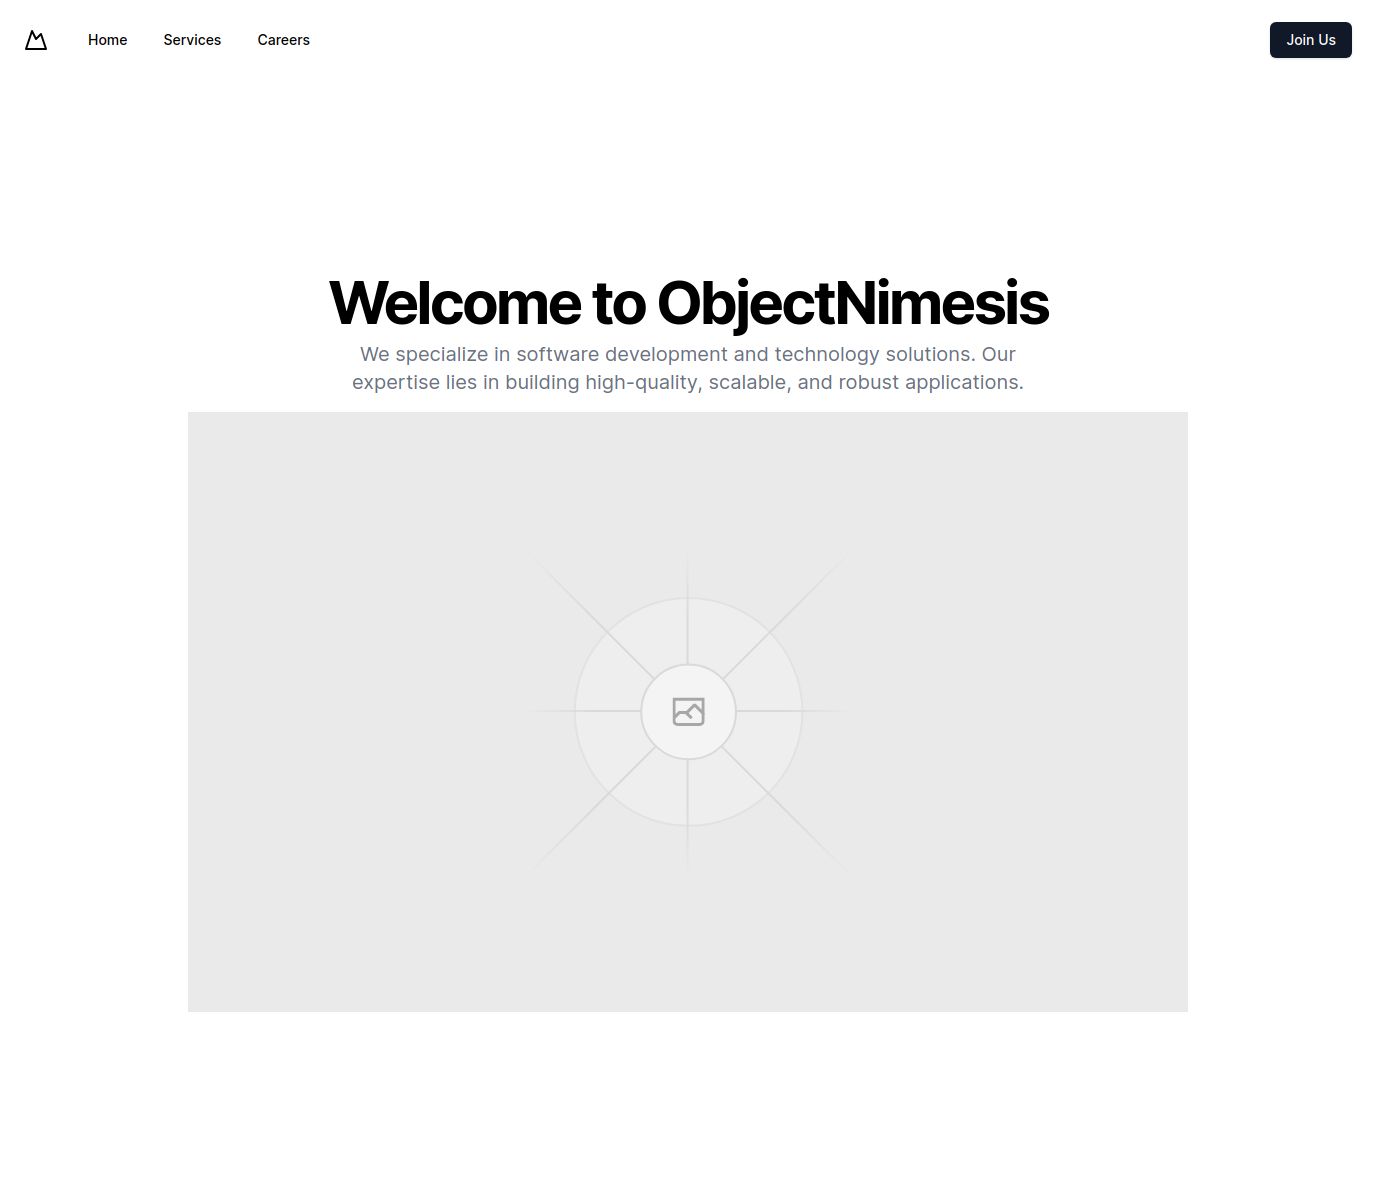 Home
Services
Careers
Join Us
Welcome to ObjectNimesis
We specialize in software development and technology solutions. Our
expertise lies in building high-quality, scalable, and robust applications.